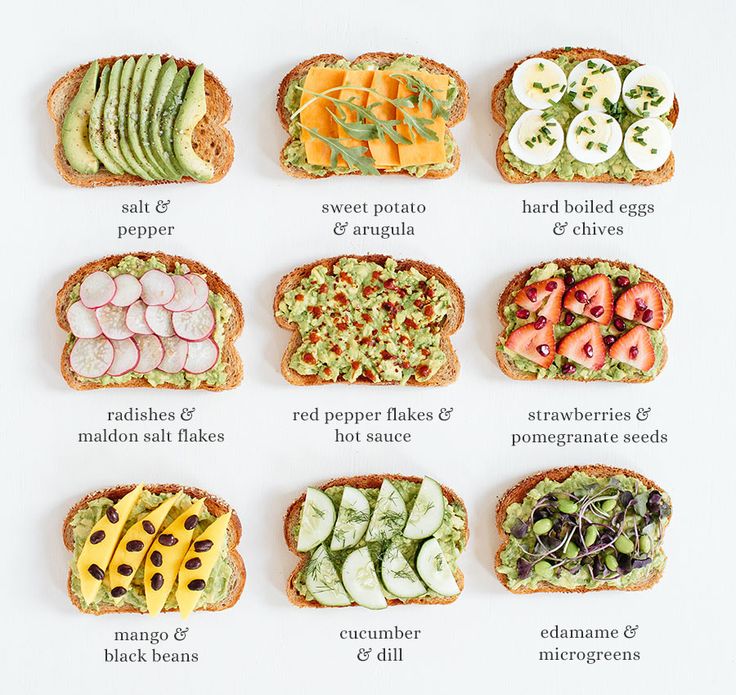 salt &
pepper
sweet potato
& arugula
hard boiled eggs
& chives
radishes &
maldon salt flakes
red pepper flakes &
hot sauce
strawberries &
pomegranate seeds
mango &
black beans
cucumber
& dill
edamame &
microgreens